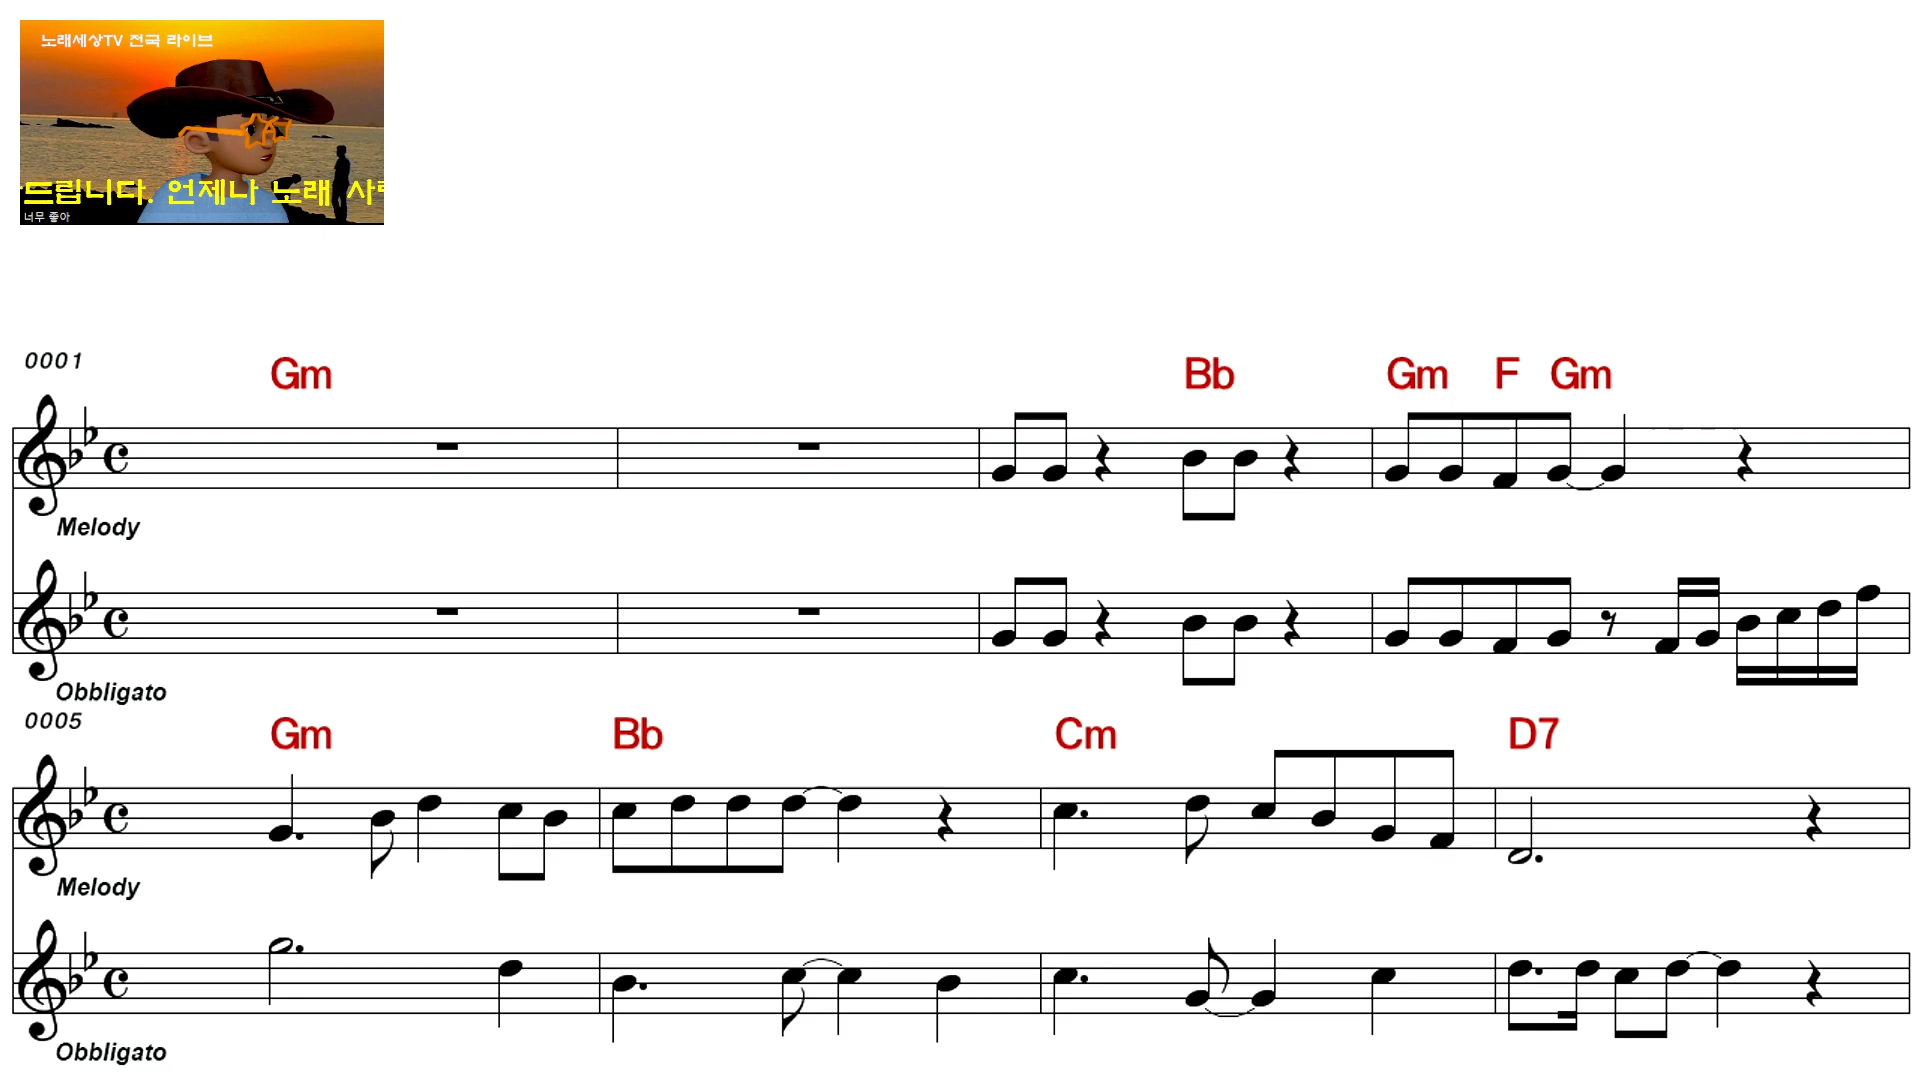 노래세상TV 전국 라이브
드립니다. 언제나 노래
너무 좋아
0001
Gm Bb Gm F Gm
Melody
Obbligato
0005
Gm Bb Cm D7
Melody
Obbligato